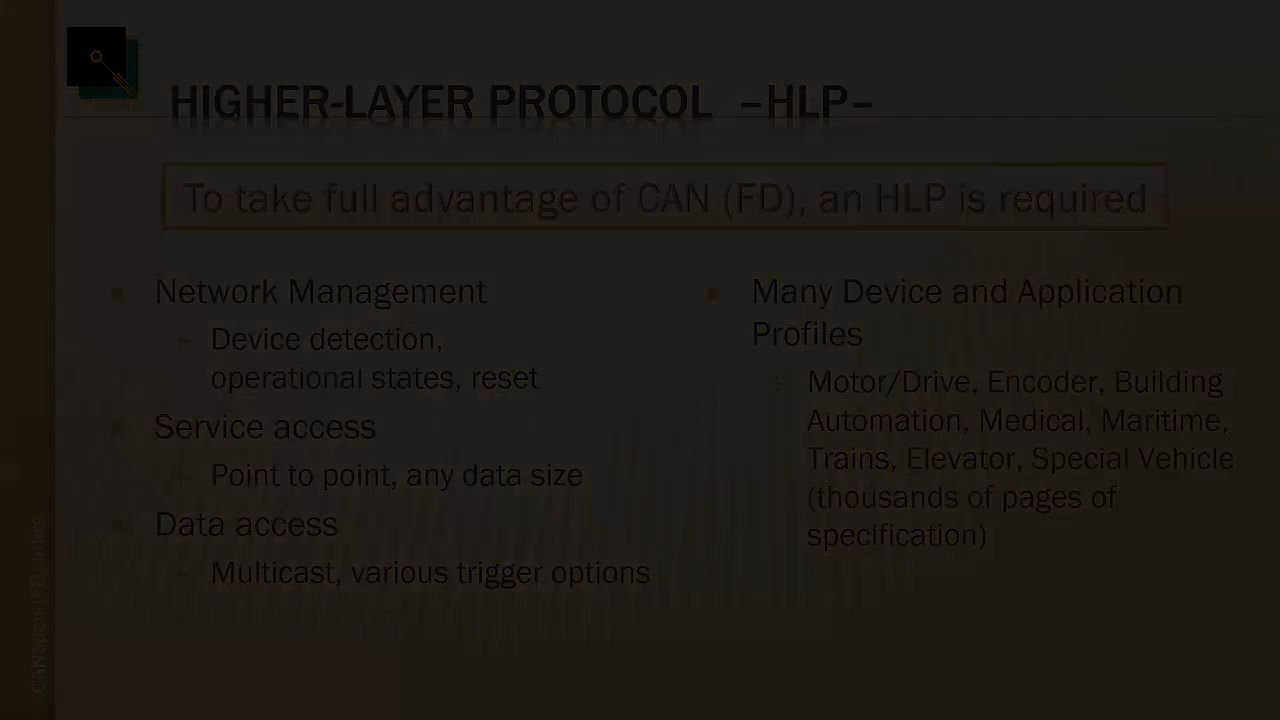 HIGHER-LAYER PROTOCOL –HLP–
To take full advantage of CAN (FD), an HLP is required
Network Management
Device detection,
operational states, reset
Service access
Point to point, any data size
Data access
Multicast, various trigger options
Many Device and Application
Profiles
Motor/Drive, Encoder, Building
Automation, Medical, Maritime,
Trains, Elevator, Special Vehicle
(thousands of pages of
specification)
CANopen (FD) Intro